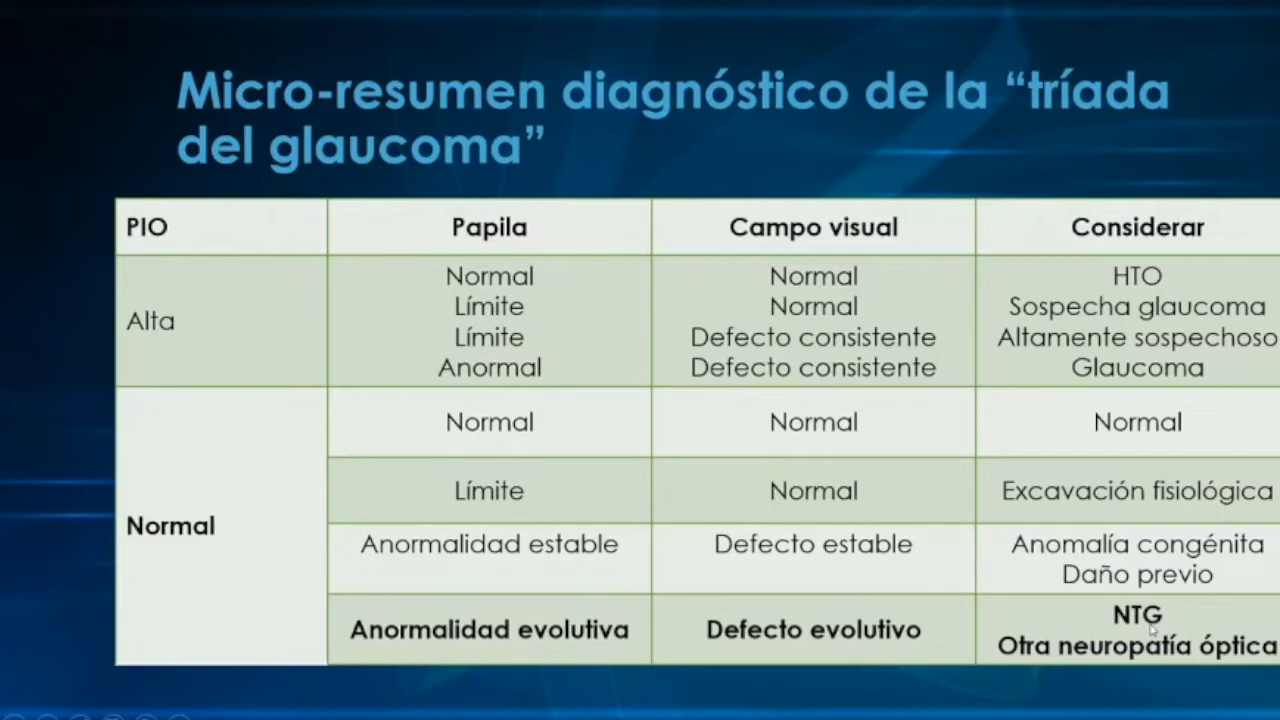 Micro-resumen diagnóstico de la “tríada
del glaucoma”
PIO
Papila
Campo visual
Considerar
Alta
Normal
Límite
Límite
Anormal
Normal
Normal
Defecto consistente
Defecto consistente
HTO
Sospecha glaucoma
Altamente sospechoso
Glaucoma
Normal
Normal
Normal
Normal
Límite
Normal
Excavación fisiológica
Anormalidad estable
Defecto estable
Anomalía congénita
Daño previo
Anormalidad evolutiva
Defecto evolutivo
NTG
Otra neuropatía óptica